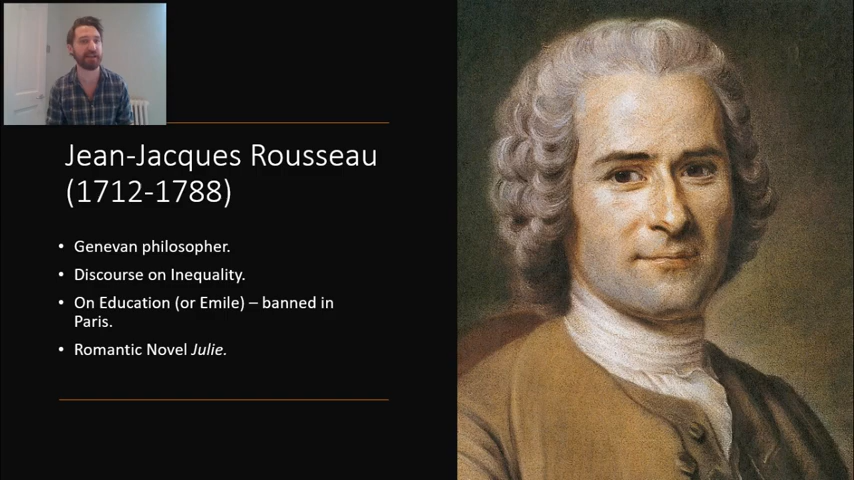 Jean-Jacques Rousseau
(1712-1788)
• Genevan philosopher.
• Discourse on Inequality.
• On Education (or Emile) – banned in
Paris.
• Romantic Novel Julie.